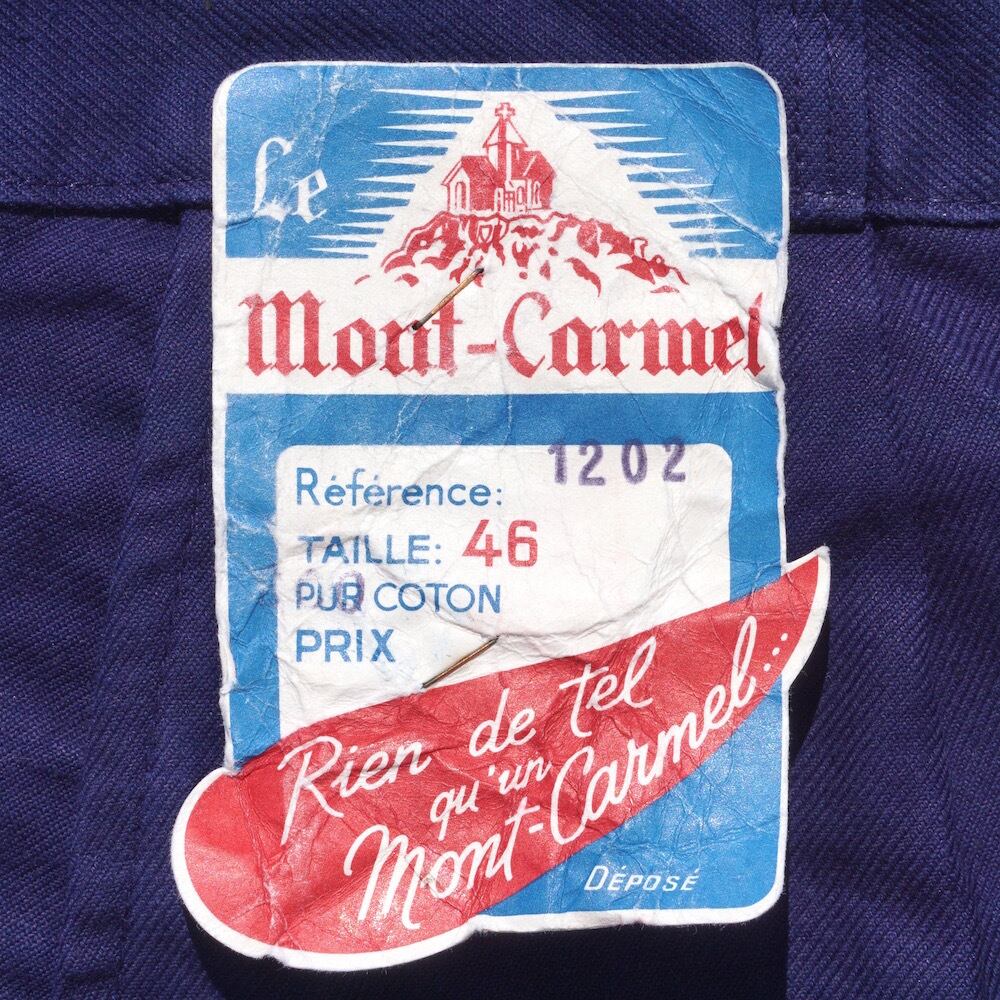 Le
Mont-Carmel
1202
Référence:
TAILLE: 46
PUR COTON
PRIX
Rien de tel
qu'un
Mont-Carmel...
DÉPOSÉ